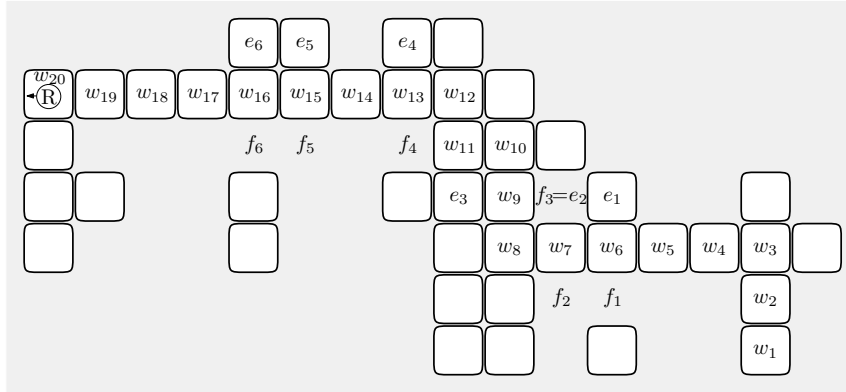 e₆ e₅ e₄
w₂₀
Ⓡ w₁₉ w₁₈ w₁₇ w₁₆ w₁₅ w₁₄ w₁₃ w₁₂
f₆ f₅ f₄ w₁₁ w₁₀
e₃ w₉ f₃=e₂ e₁
w₈ w₇ w₆ w₅ w₄ w₃
f₂ f₁ w₂
w₁